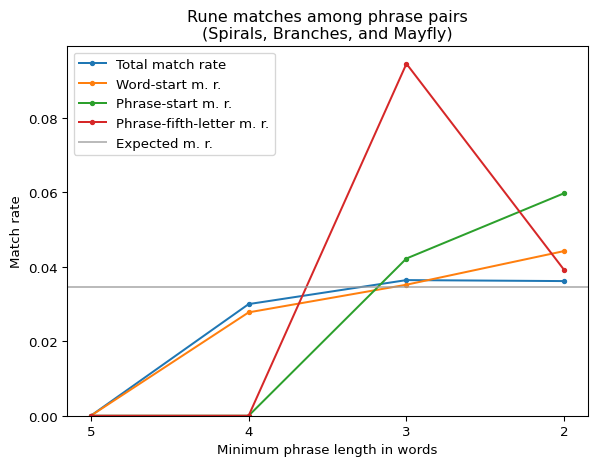 Rune matches among phrase pairs
(Spirals, Branches, and Mayfly)
Total match rate
Word-start m. r.
Phrase-start m. r.
Phrase-fifth-letter m. r.
Expected m. r.
Match rate
0.08
0.06
0.04
0.02
0.00
5
4
3
2
Minimum phrase length in words